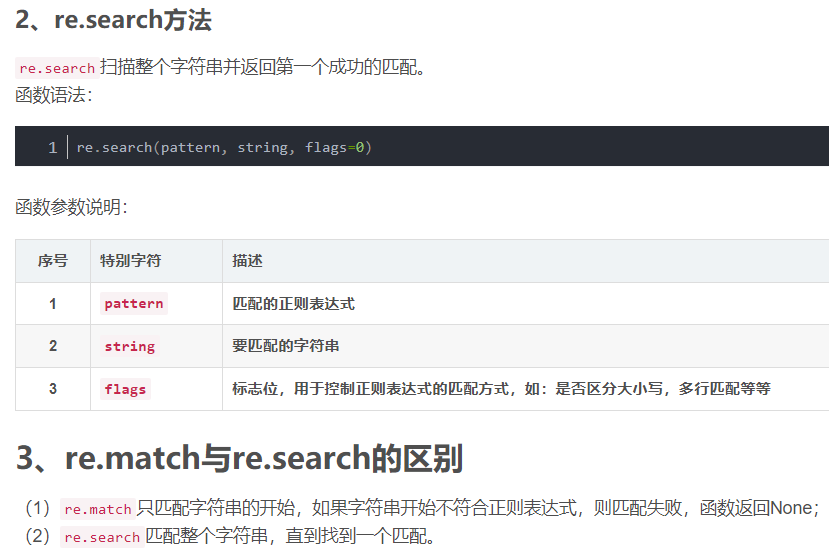 2、re.search方法
re.search 扫描整个字符串并返回第一个成功的匹配。
函数语法：
1 re.search(pattern, string, flags=0)
函数参数说明：
序号 特别字符 描述
1 pattern 匹配的正则表达式
2 string 要匹配的字符串
3 flags 标志位，用于控制正则表达式的匹配方式，如：是否区分大小写，多行匹配等等
3、re.match与re.search的区别
（1）re.match 只匹配字符串的开始，如果字符串开始不符合正则表达式，则匹配失败，函数返回None；
（2）re.search 匹配整个字符串，直到找到一个匹配。